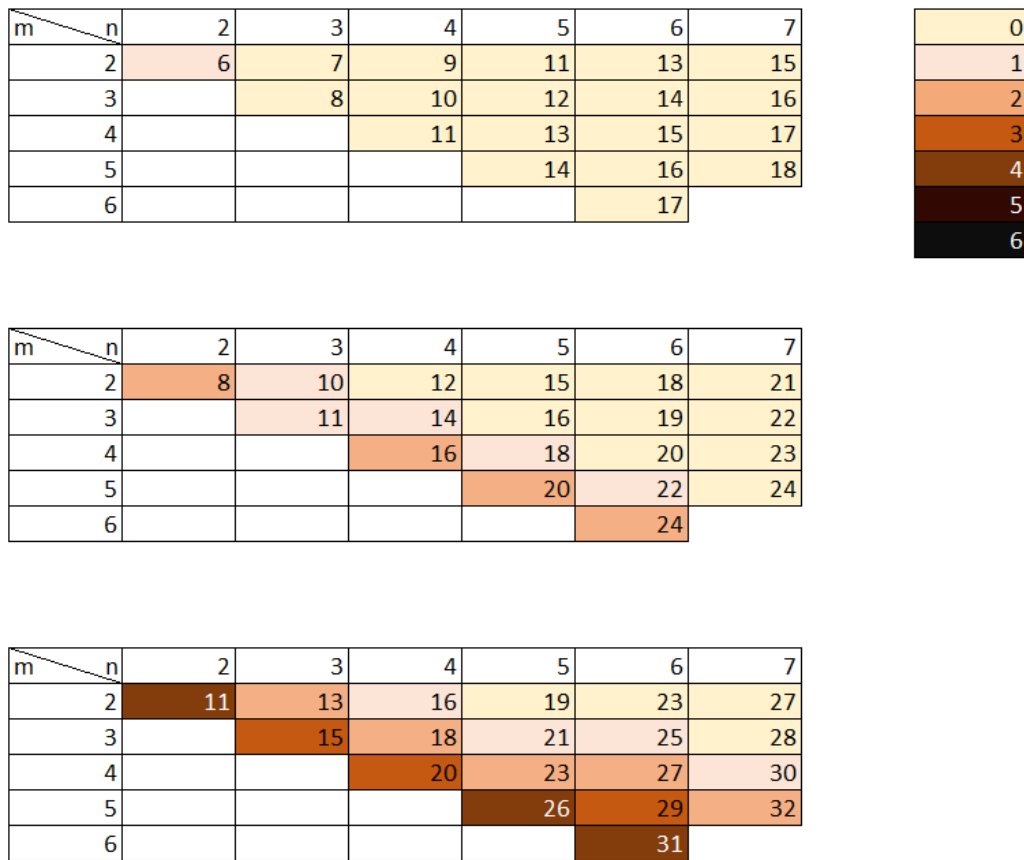 m n 2 3 4 5 6 7
2 6 7 9 11 13 15
3 8 10 12 14 16
4 11 13 15 17
5 14 16 18
6 17
0
1
2
3
4
5
6
m n 2 3 4 5 6 7
2 8 10 12 15 18 21
3 11 14 16 19 22
4 16 18 20 23
5 20 22 24
6 24
m n 2 3 4 5 6 7
2 11 13 16 19 23 27
3 15 18 21 25 28
4 20 23 27 30
5 26 29 32
6 31